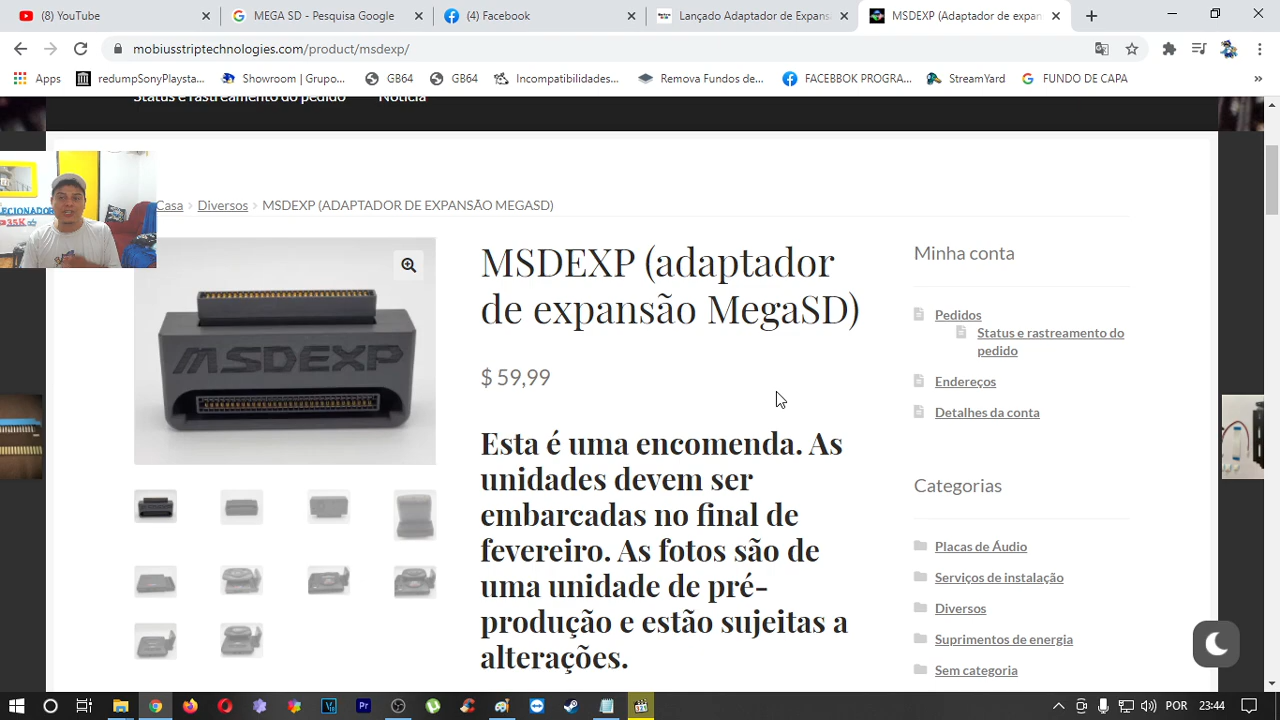 (8) YouTube
MEGA SD - Pesquisa Google
(4) Facebook
Lançado Adaptador de Expans
MSDEXP (Adaptador de expan
mobiusstriptechnologies.com/product/msdexp/
Apps
redumpSonyPlaysta...
Showroom | Grupo...
GB64
GB64
Incompatibilidades...
Remova Fundos de...
FACEBBOK PROGRA...
StreamYard
FUNDO DE CAPA
»
Status e rastreamento do pedido
Notícia
ECIONADOR
35K
Casa > Diversos > MSDEXP (ADAPTADOR DE EXPANSÃO MEGASD)
MSDEXP
MSDEXP (adaptador
de expansão MegaSD)
$ 59,99
Esta é uma encomenda. As
unidades devem ser
embarcadas no final de
fevereiro. As fotos são de
uma unidade de pré-
produção e estão sujeitas a
alterações.
Minha conta
Pedidos
Status e rastreamento do
pedido
Endereços
Detalhes da conta
Categorias
Placas de Áudio
Serviços de instalação
Diversos
Suprimentos de energia
Sem categoria
POR
23:44